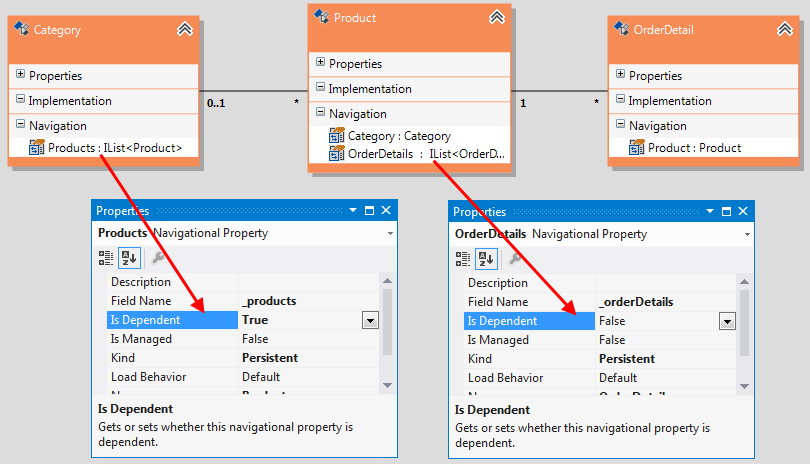 Category
Properties
Implementation
Navigation
Products : IList<Product>
0..1
*
Product
Properties
Implementation
Navigation
Category : Category
OrderDetails : IList<OrderD...
1
*
OrderDetail
Properties
Implementation
Navigation
Product : Product
Properties
Products Navigational Property
Description
Field Name _products
Is Dependent True
Is Managed False
Kind Persistent
Load Behavior Default
Is Dependent
Gets or sets whether this navigational property is
dependent.
Properties
OrderDetails Navigational Property
Description
Field Name _orderDetails
Is Dependent False
Is Managed False
Kind Persistent
Load Behavior Default
Is Dependent
Gets or sets whether this navigational property is
dependent.